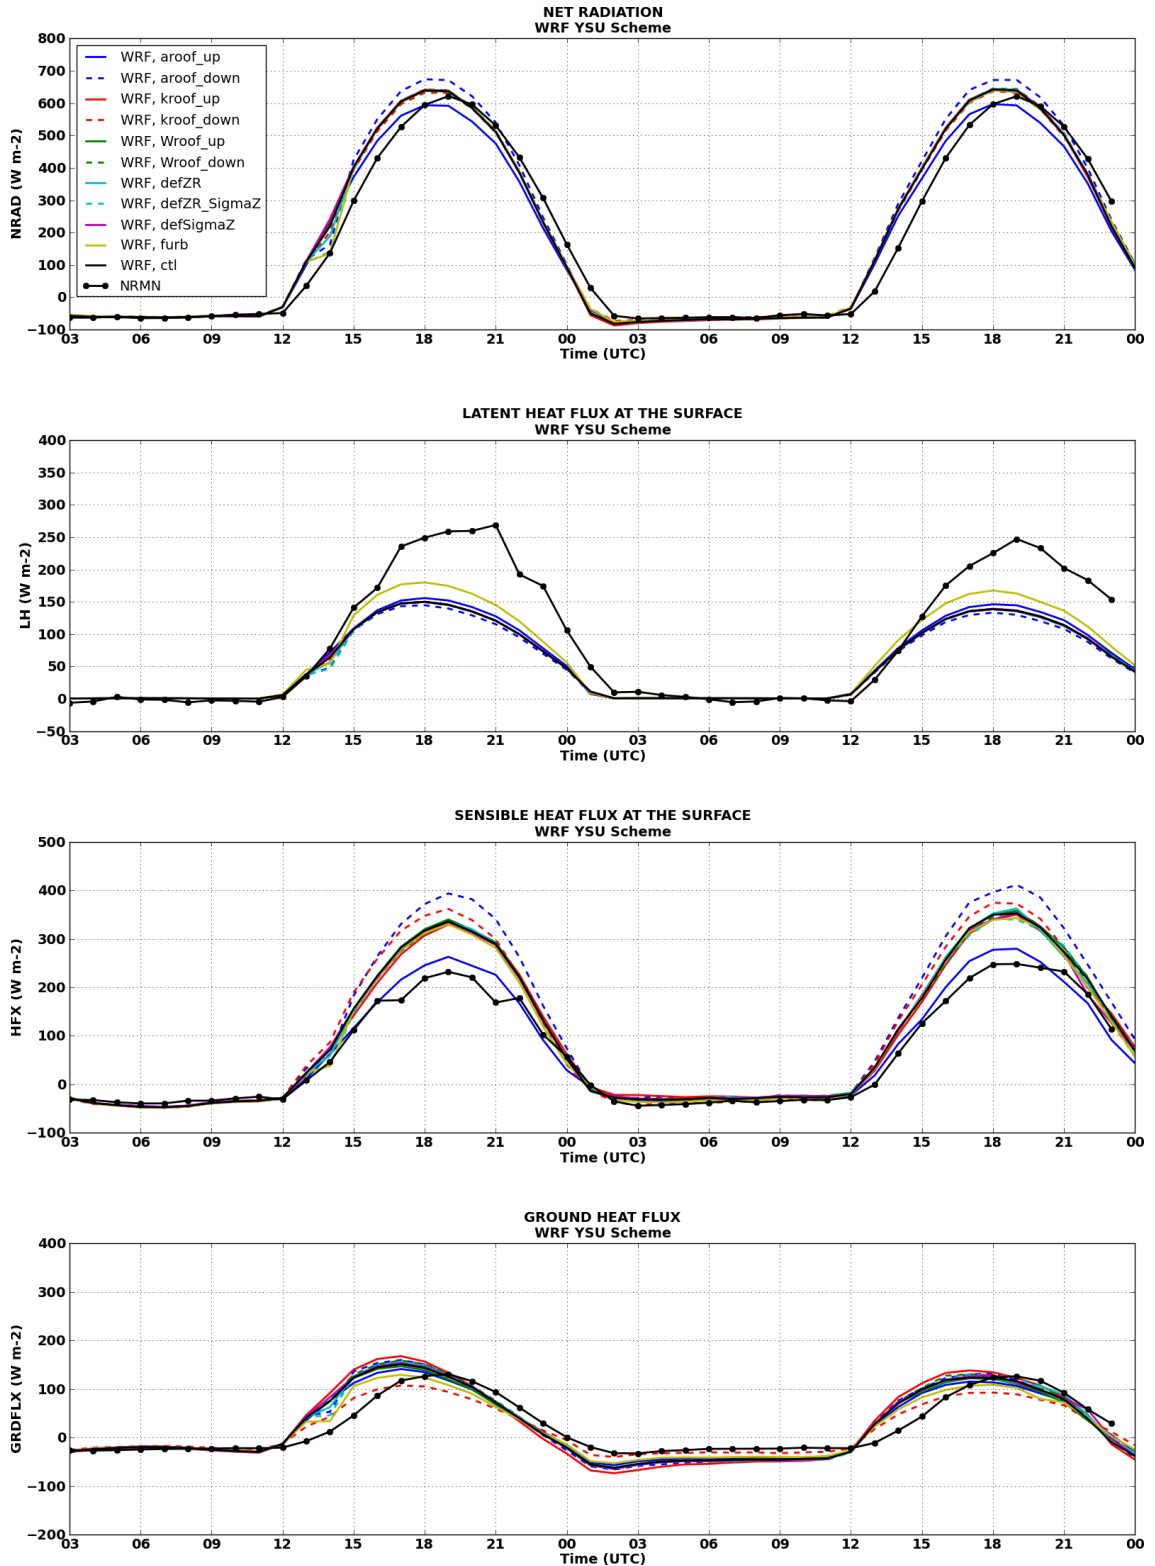 NET RADIATION
WRF YSU Scheme
NRAD (W m-2)
800
700
600
500
400
300
200
100
0
−100
WRF, aroof_up
WRF, aroof_down
WRF, kroof_up
WRF, kroof_down
WRF, Wroof_up
WRF, Wroof_down
WRF, defZR
WRF, defZR_SigmaZ
WRF, defSigmaZ
WRF, furb
WRF, ctl
NRMN
03 06 09 12 15 18 21 00 03 06 09 12 15 18 21 00
Time (UTC)
LATENT HEAT FLUX AT THE SURFACE
WRF YSU Scheme
LH (W m-2)
400
350
300
250
200
150
100
50
0
−50
03 06 09 12 15 18 21 00 03 06 09 12 15 18 21 00
Time (UTC)
SENSIBLE HEAT FLUX AT THE SURFACE
WRF YSU Scheme
HFX (W m-2)
500
400
300
200
100
0
−100
03 06 09 12 15 18 21 00 03 06 09 12 15 18 21 00
Time (UTC)
GROUND HEAT FLUX
WRF YSU Scheme
GRDFLX (W m-2)
400
300
200
100
0
−100
−200
03 06 09 12 15 18 21 00 03 06 09 12 15 18 21 00
Time (UTC)